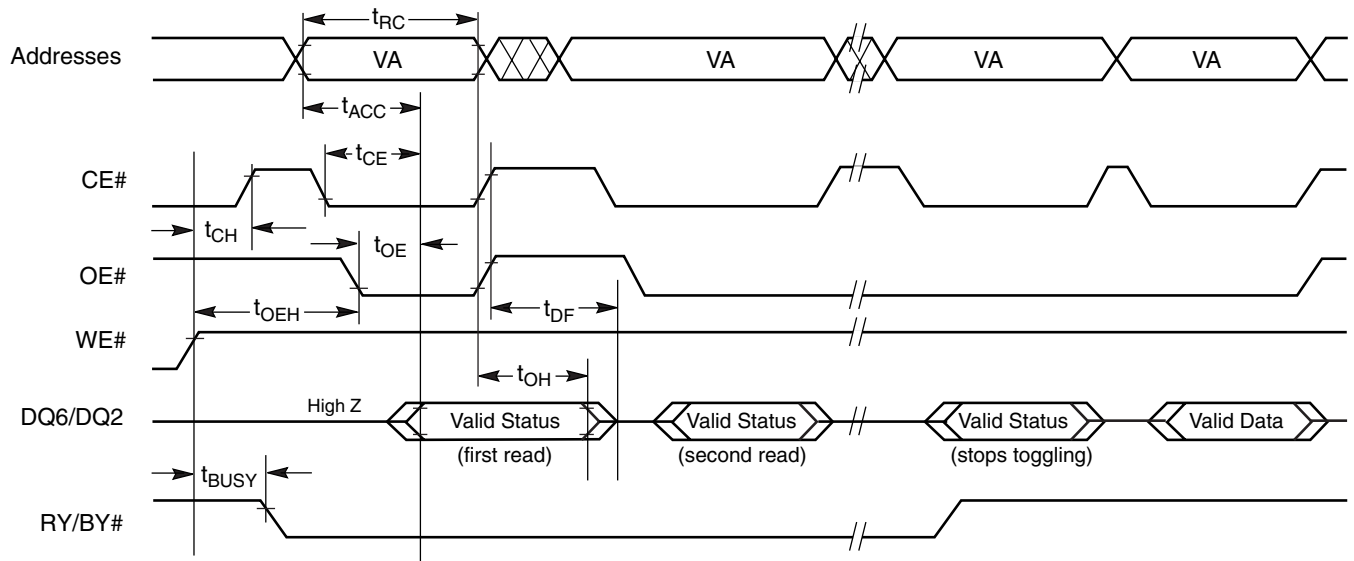 tRC
Addresses VA VA VA VA
tACC
tCE
CE#
tCH tOE
OE#
tOEH tDF
WE#
tOH
High Z
DQ6/DQ2 Valid Status Valid Status Valid Status Valid Data
(first read) (second read) (stops toggling)
tBUSY
RY/BY#